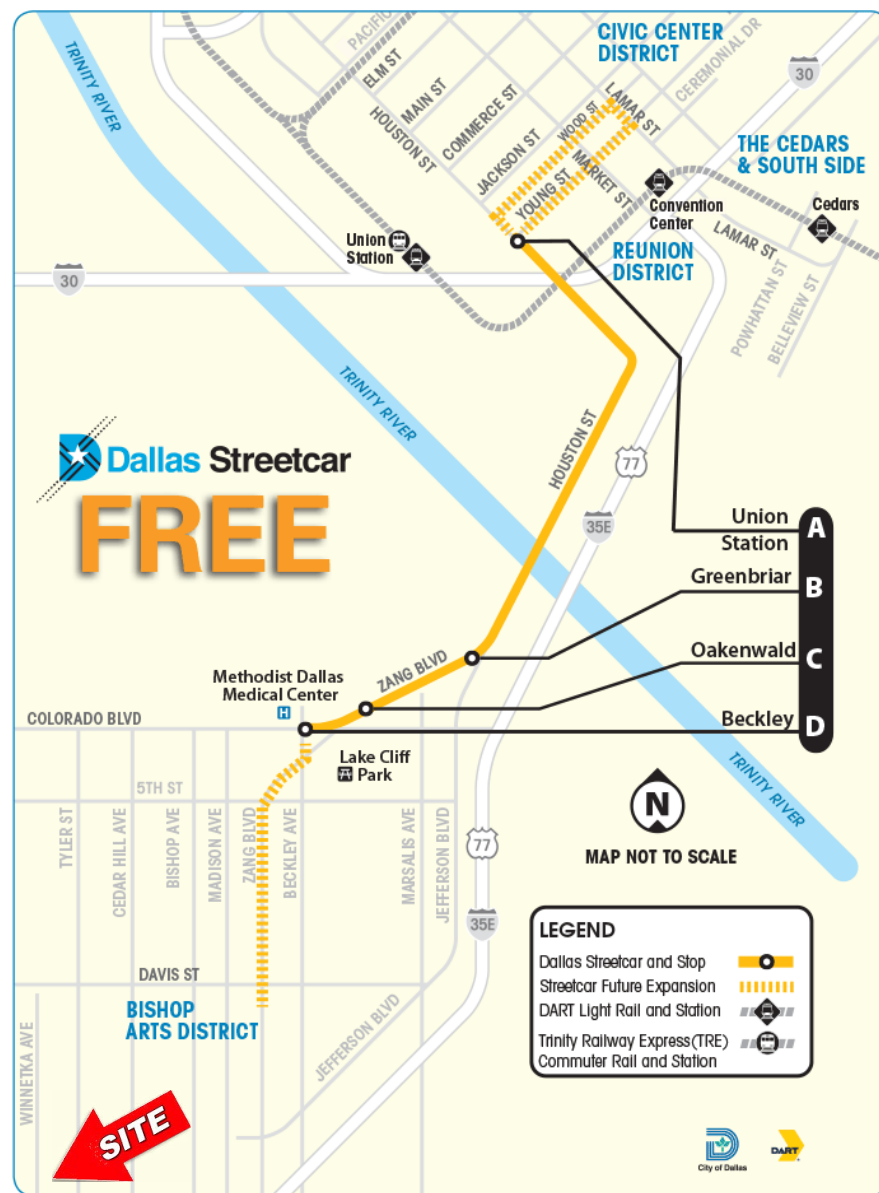 CIVIC CENTER
DISTRICT
TRINITY RIVER
PACIFIC
ELM ST
MAIN ST
HOUSTON ST
COMMERCE ST
JACKSON ST
WOOD ST
LAMAR ST
CEREMONIAL DR
30
YOUNG ST
MARKET ST
THE CEDARS
& SOUTH SIDE
Convention
Center
Cedars
LAMAR ST
Union
Station
REUNION
DISTRICT
30
POWHATTAN ST
BELLEVIEW ST
TRINITY RIVER
HOUSTON ST
77
35E
D Dallas Streetcar
FREE
Union
Station
A
Greenbriar
B
Oakenwald
C
Beckley
D
ZANG BLVD
Methodist Dallas
Medical Center
H
COLORADO BLVD
Lake Cliff
Park
5TH ST
TYLER ST
CEDAR HILL AVE
BISHOP AVE
MADISON AVE
ZANG BLVD
BECKLEY AVE
MARSALIS AVE
JEFFERSON BLVD
77
35E
TRINITY RIVER
N
MAP NOT TO SCALE
DAVIS ST
BISHOP
ARTS DISTRICT
WINNETKA AVE
JEFFERSON BLVD
SITE
LEGEND
Dallas Streetcar and Stop
Streetcar Future Expansion
DART Light Rail and Station
Trinity Railway Express(TRE)
Commuter Rail and Station
City of Dallas
DART